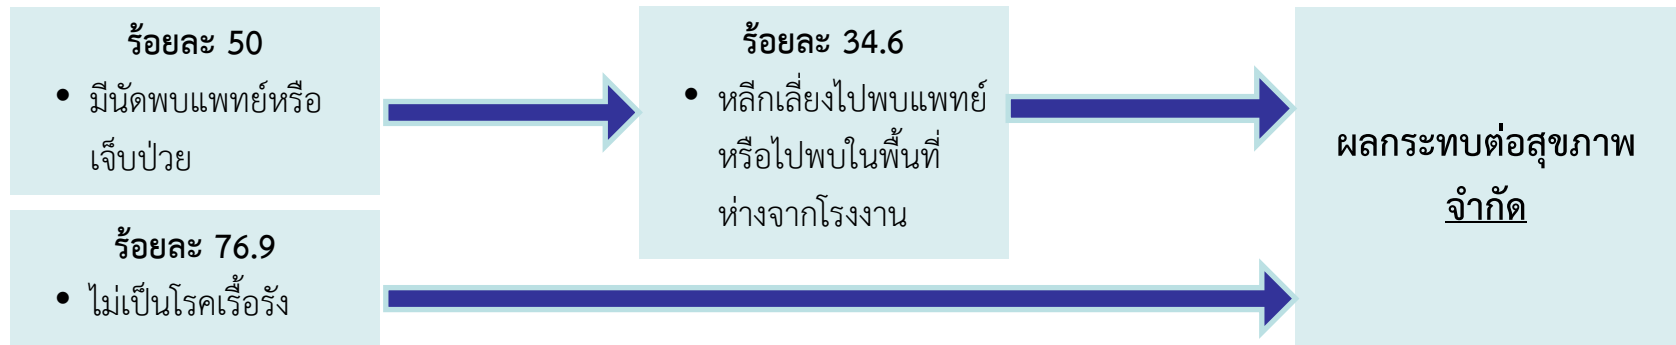 ร้อยละ 50
• มีนัดพบแพทย์หรือ
เจ็บป่วย
ร้อยละ 76.9
• ไม่เป็นโรคเรื้อรัง
ร้อยละ 34.6
• หลีกเลี่ยงไปพบแพทย์
หรือไปพบในพื้นที่
ห่างจากโรงงาน
ผลกระทบต่อสุขภาพ
จำกัด